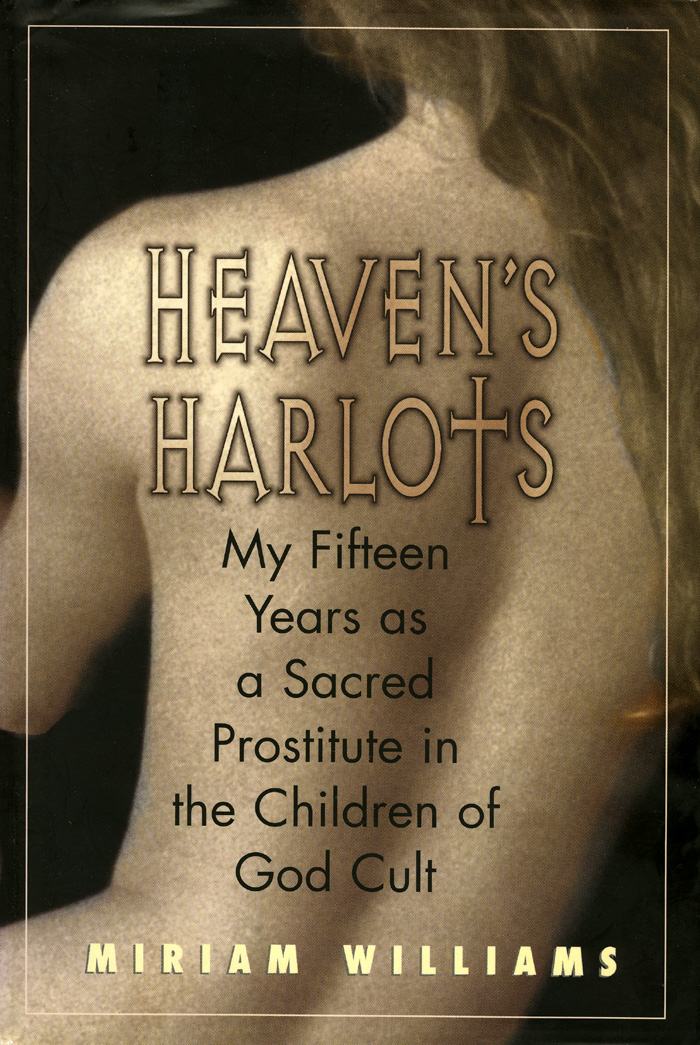 HEAVEN'S
HARLOTS
My Fifteen
Years as
a Sacred
Prostitute in
the Children of
God Cult
MIRIAM WILLIAMS